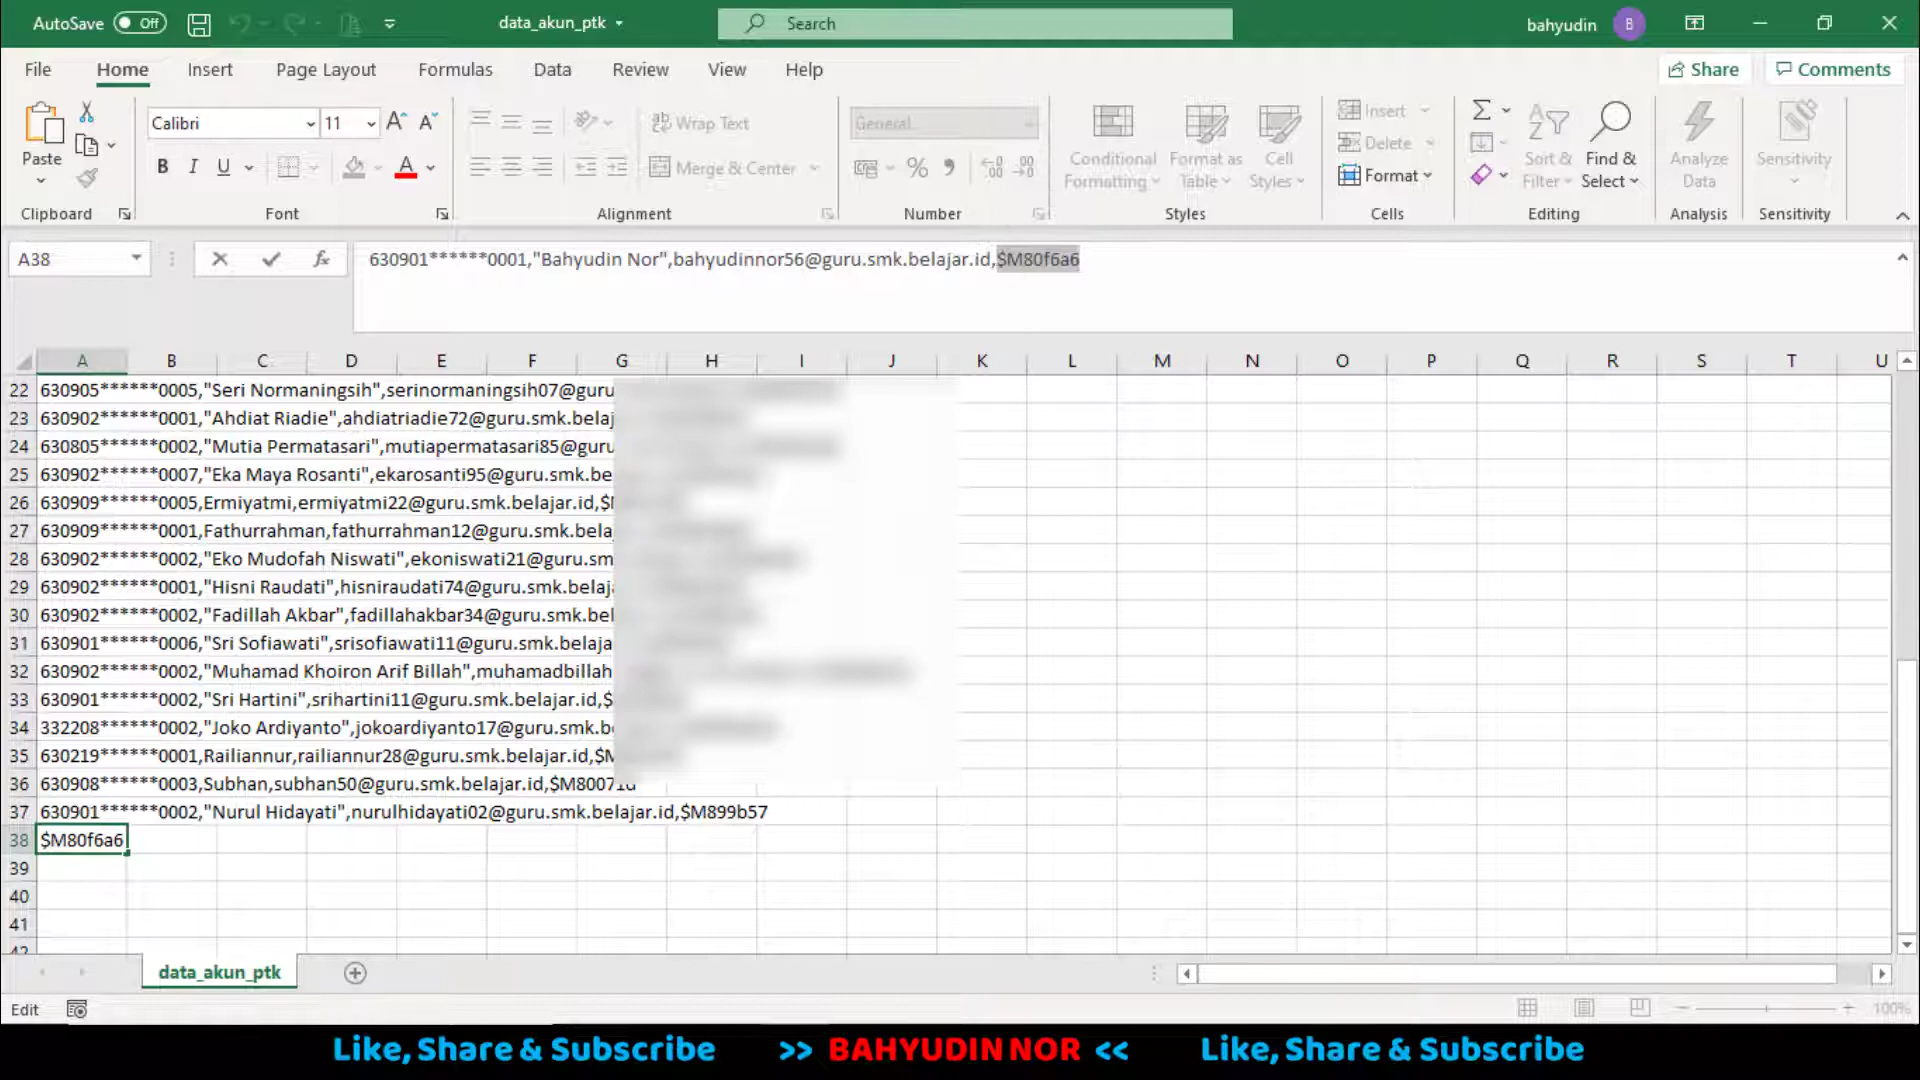 AutoSave Off data_akun_ptk Search bahyudin B
File Home Insert Page Layout Formulas Data Review View Help Share Comments
Calibri 11 Wrap Text General Insert
Paste B I U A Merge & Center % Conditional Formatting Format as Table Cell Styles Delete Format Sort & Filter Find & Select Analyze Data Sensitivity
Clipboard Font Alignment Number Styles Cells Editing Analysis Sensitivity
A38 fx 630901******0001,"Bahyudin Nor",bahyudinnor56@guru.smk.belajar.id,$M80f6a6
A B C D E F G H I J K L M N O P Q R S T U
22 630905******0005,"Seri Normaningsih",serinormaningsih07@guru
23 630902******0001,"Ahdiat Riadie",ahdiatriadie72@guru.smk.belaj
24 630805******0002,"Mutia Permatasari",mutiapermatasari85@guru
25 630902******0007,"Eka Maya Rosanti",ekarosanti95@guru.smk.be
26 630909******0005,Ermiyatmi,ermiyatmi22@guru.smk.belajar.id,$
27 630909******0001,Fathurrahman,fathurrahman12@guru.smk.bela
28 630902******0002,"Eko Mudofah Niswati",ekoniswati21@guru.sm
29 630902******0001,"Hisni Raudati",hisniraudati74@guru.smk.bela
30 630902******0002,"Fadillah Akbar",fadillahakbar34@guru.smk.bel
31 630901******0006,"Sri Sofiawati",srisofiawati11@guru.smk.belaja
32 630902******0002,"Muhamad Khoiron Arif Billah",muhamadbillah
33 630901******0002,"Sri Hartini",srihartini11@guru.smk.belajar.id,$
34 332208******0002,"Joko Ardiyanto",jokoardiyanto17@guru.smk.b
35 630219******0001,Railiannur,railiannur28@guru.smk.belajar.id,$
36 630908******0003,Subhan,subhan50@guru.smk.belajar.id,$M80071d
37 630901******0002,"Nurul Hidayati",nurulhidayati02@guru.smk.belajar.id,$M899b57
38 $M80f6a6
39
40
41
42
data_akun_ptk
Edit 100%
Like, Share & Subscribe >> BAHYUDIN NOR << Like, Share & Subscribe